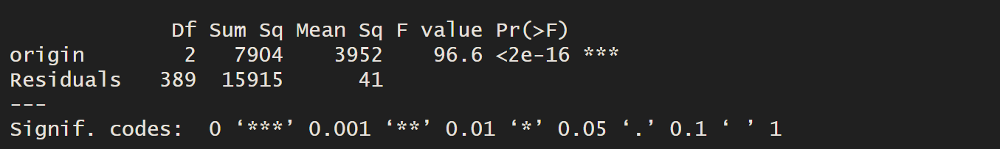 Df Sum Sq Mean Sq F value Pr(>F)
origin 2 7904 3952 96.6 <2e-16 ***
Residuals 389 15915 41
---
Signif. codes: 0 ‘***’ 0.001 ‘**’ 0.01 ‘*’ 0.05 ‘.’ 0.1 ‘ ’ 1